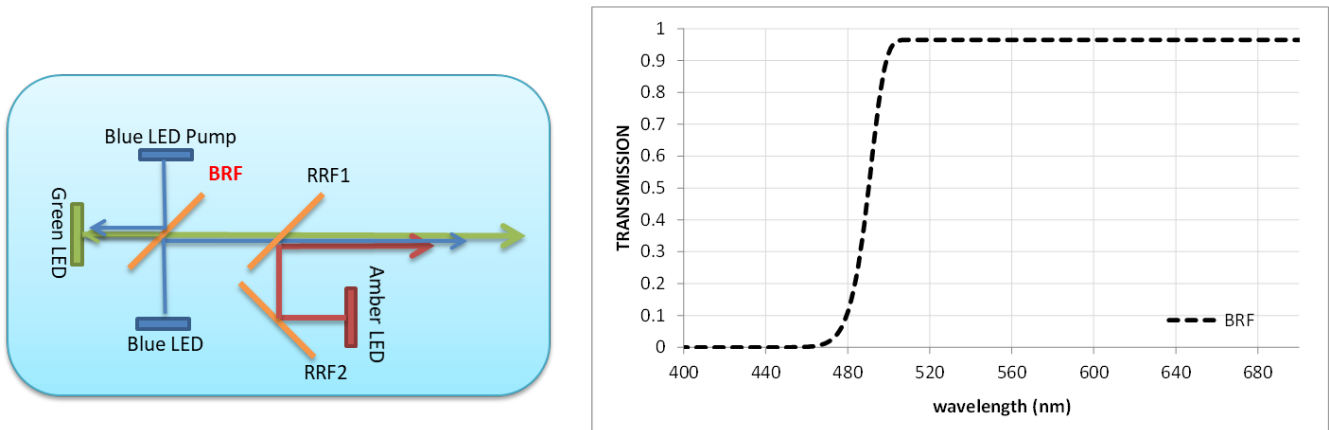 Blue LED Pump
BRF
RRF1
Green LED
Blue LED
RRF2
Amber LED
1
0.9
0.8
0.7
0.6
0.5
0.4
0.3
0.2
0.1
0
TRANSMISSION
400
440
480
520
560
600
640
680
wavelength (nm)
BRF